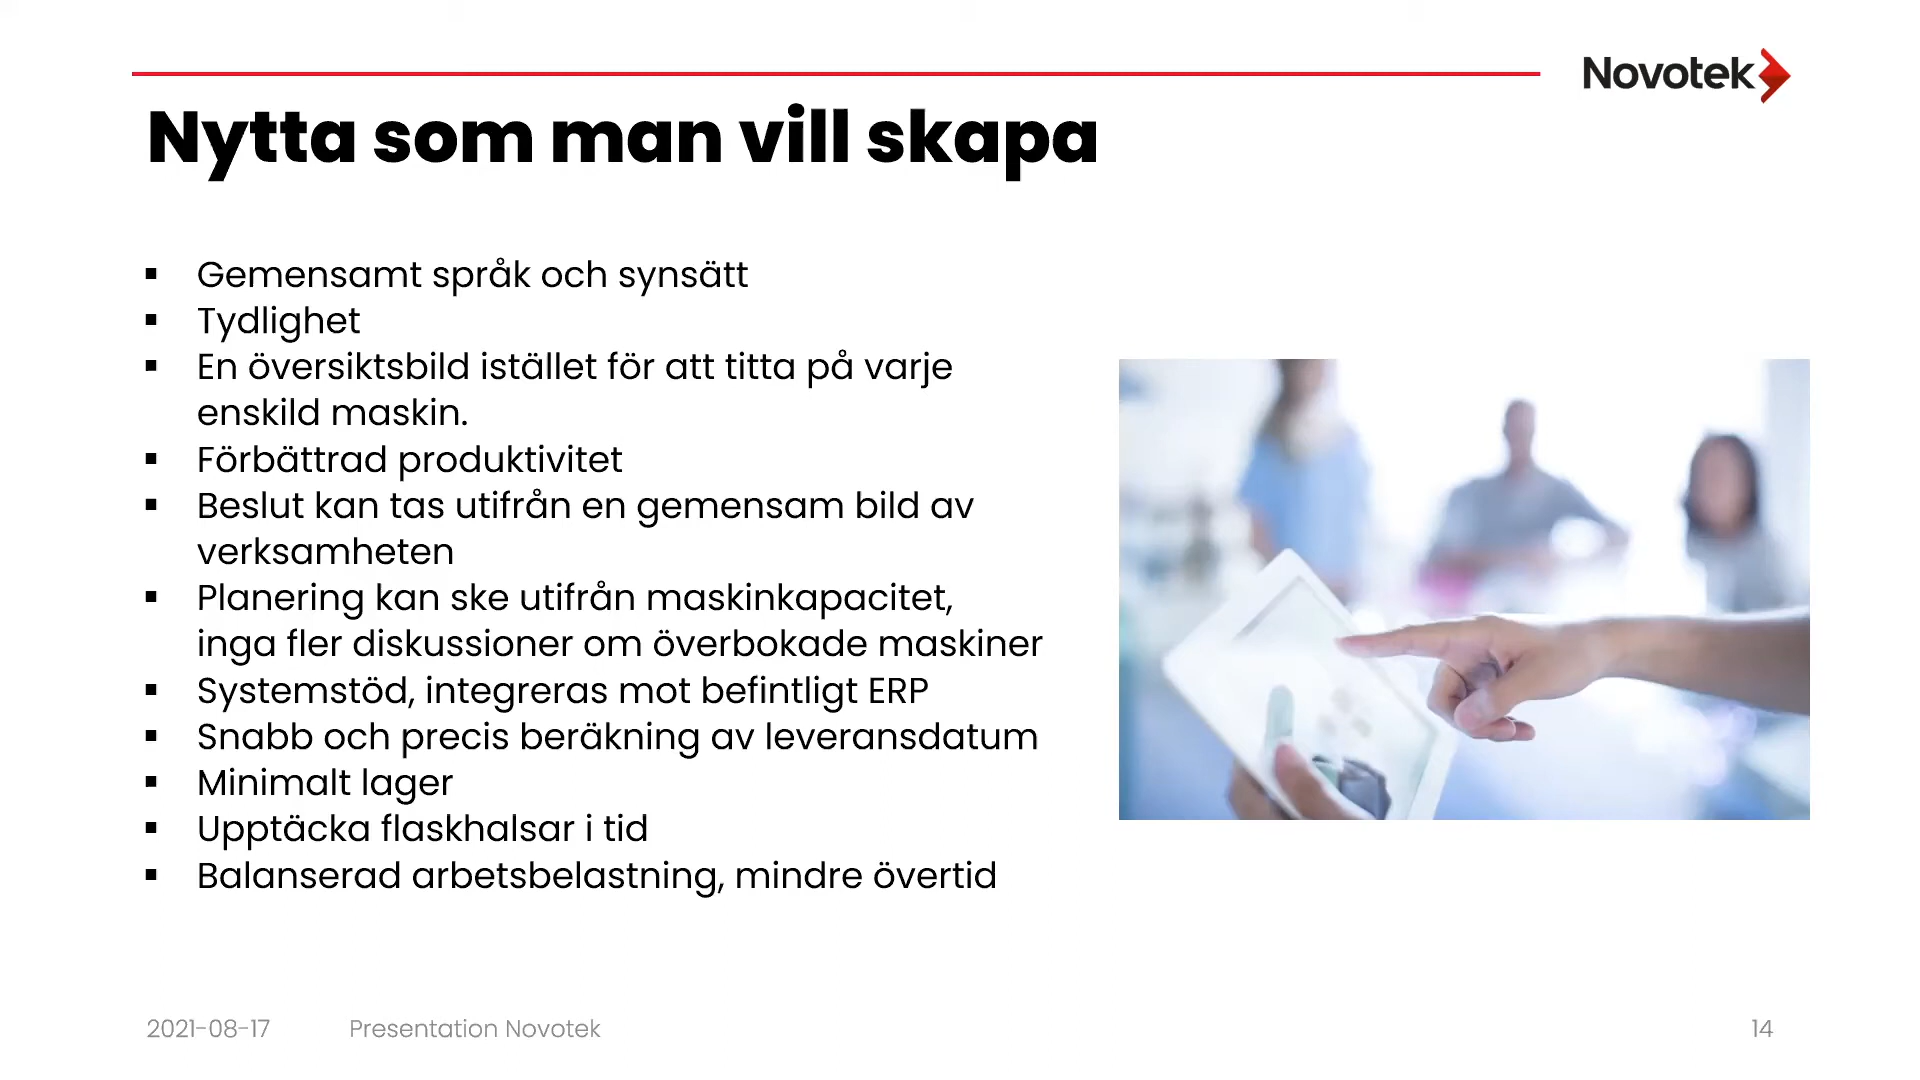 Novotek
Nytta som man vill skapa
▪ Gemensamt språk och synsätt
▪ Tydlighet
▪ En översiktsbild istället för att titta på varje
enskild maskin.
▪ Förbättrad produktivitet
▪ Beslut kan tas utifrån en gemensam bild av
verksamheten
▪ Planering kan ske utifrån maskinkapacitet,
inga fler diskussioner om överbokade maskiner
▪ Systemstöd, integreras mot befintligt ERP
▪ Snabb och precis beräkning av leveransdatum
▪ Minimalt lager
▪ Upptäcka flaskhalsar i tid
▪ Balanserad arbetsbelastning, mindre övertid
2021-08-17 Presentation Novotek 14